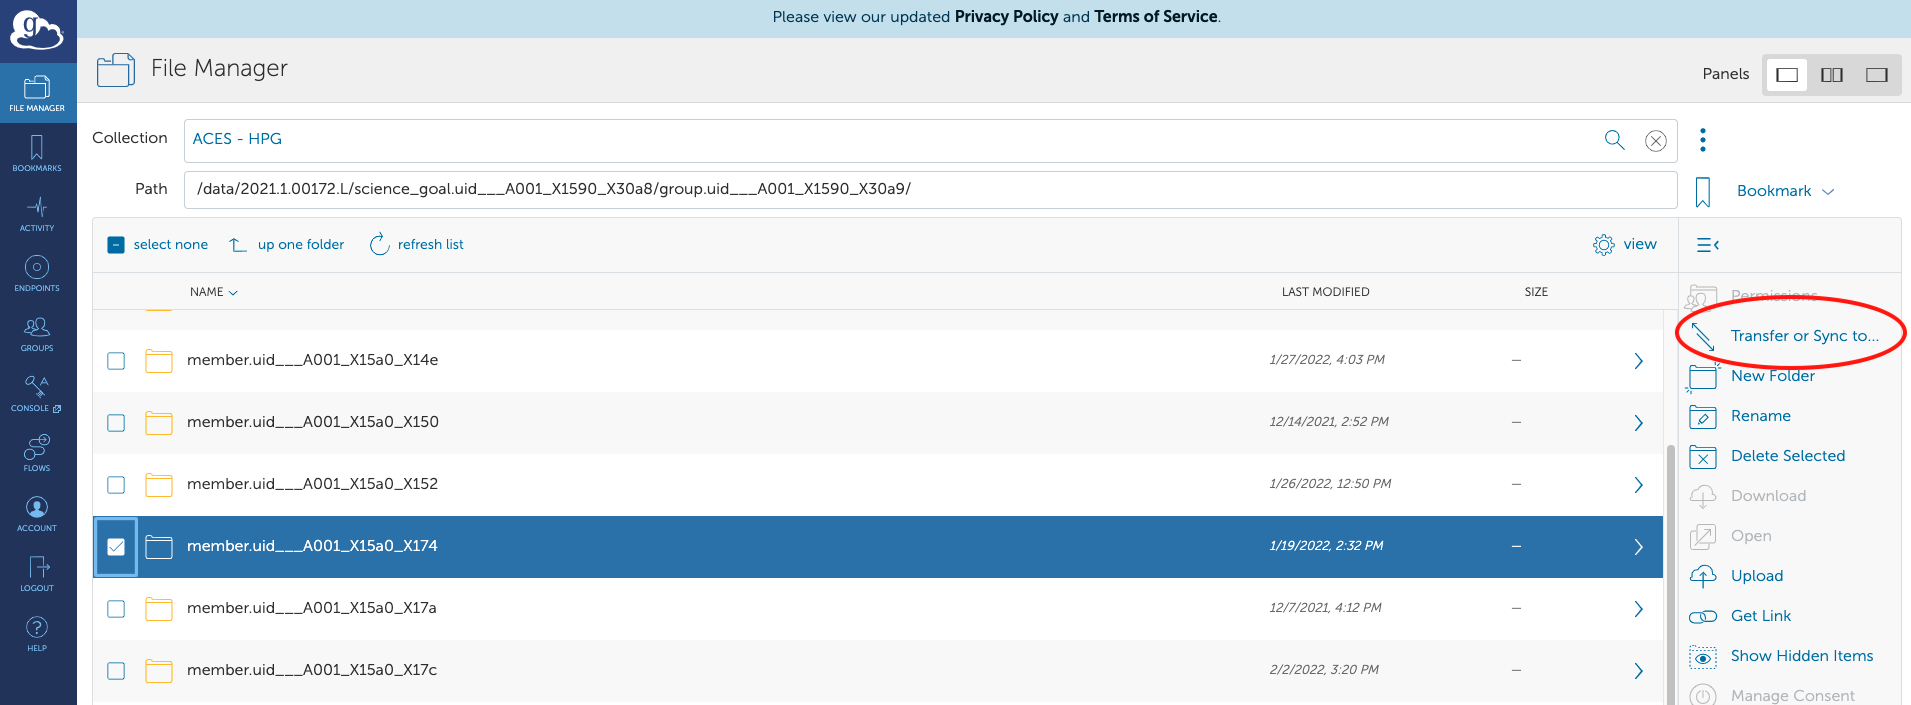 Please view our updated Privacy Policy and Terms of Service.
g
File Manager
Panels
FILE MANAGER
BOOKMARKS
ACTIVITY
ENDPOINTS
GROUPS
CONSOLE
FLOWS
ACCOUNT
LOGOUT
HELP
Collection
ACES - HPG
Path
/data/2021.1.00172.L/science_goal.uid___A001_X1590_X30a8/group.uid___A001_X1590_X30a9/
Bookmark
select none up one folder refresh list view
NAME LAST MODIFIED SIZE
member.uid___A001_X15a0_X14e 1/27/2022, 4:03 PM —
member.uid___A001_X15a0_X150 12/14/2021, 2:52 PM —
member.uid___A001_X15a0_X152 1/26/2022, 12:50 PM —
member.uid___A001_X15a0_X174 1/19/2022, 2:32 PM —
member.uid___A001_X15a0_X17a 12/7/2021, 4:12 PM —
member.uid___A001_X15a0_X17c 2/2/2022, 3:20 PM —
Permissions
Transfer or Sync to...
New Folder
Rename
Delete Selected
Download
Open
Upload
Get Link
Show Hidden Items
Manage Consent